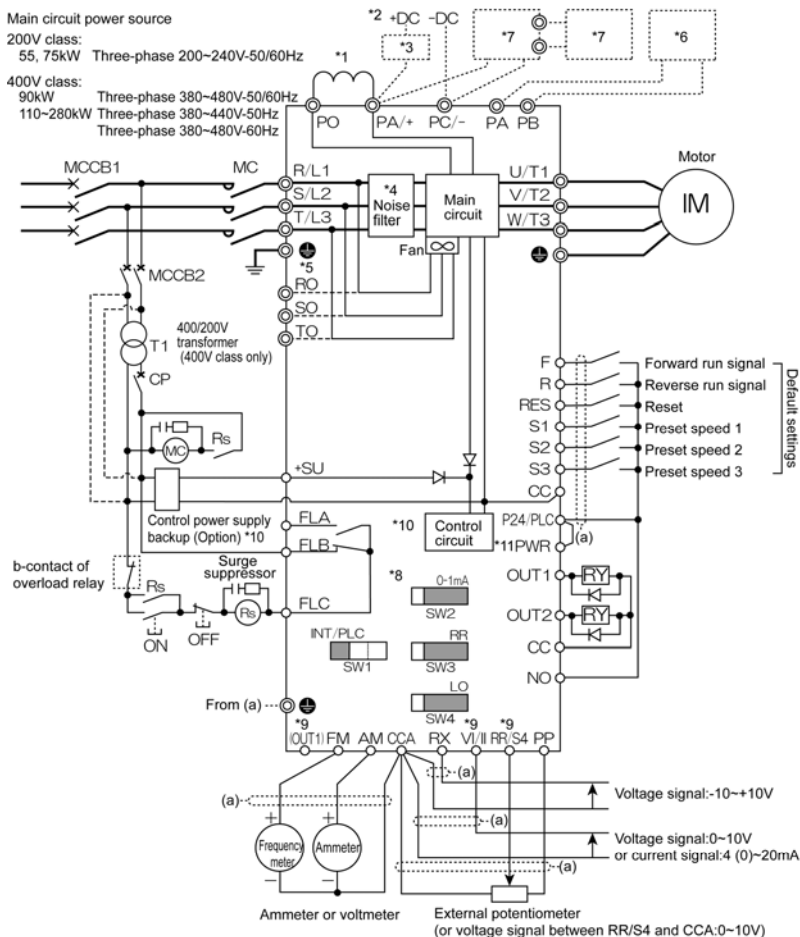 Main circuit power source
200V class:
55, 75kW Three-phase 200~240V-50/60Hz
400V class:
90kW Three-phase 380~480V-50/60Hz
110~280kW Three-phase 380~440V-50Hz
Three-phase 380~480V-60Hz
*1
*2 +DC -DC
*3
*7
*7
*6
PO
PA/+
PC/-
PA
PB
MCCB1
MC
R/L1
S/L2
T/L3
*4
Noise
filter
Main
circuit
Fan
U/T1
V/T2
W/T3
Motor
IM
*5
RO
SO
TO
MCCB2
T1
400/200V
transformer
(400V class only)
CP
MC
Rs
+SU
Control power supply
backup (Option) *10
FLA
FLB
FLC
*10
Control
circuit
b-contact of
overload relay
Rs
ON
OFF
Surge
suppressor
Rs
F
R
RES
S1
S2
S3
CC
P24/PLC
*11PWR
(a)
OUT1
RY
OUT2
RY
CC
NO
Forward run signal
Reverse run signal
Reset
Preset speed 1
Preset speed 2
Preset speed 3
Default settings
*8
0-1mA
SW2
INT/PLC
SW1
RR
SW3
LO
SW4
From (a)
*9
(OUT1)
FM
AM
CCA
RX
*9
VI/II
*9
RR/S4
PP
(a)
(a)
(a)
(a)
+
Frequency
meter
-
+
Ammeter
-
Ammeter or voltmeter
Voltage signal:-10~+10V
Voltage signal:0~10V
or current signal:4 (0)~20mA
External potentiometer
(or voltage signal between RR/S4 and CCA:0~10V)